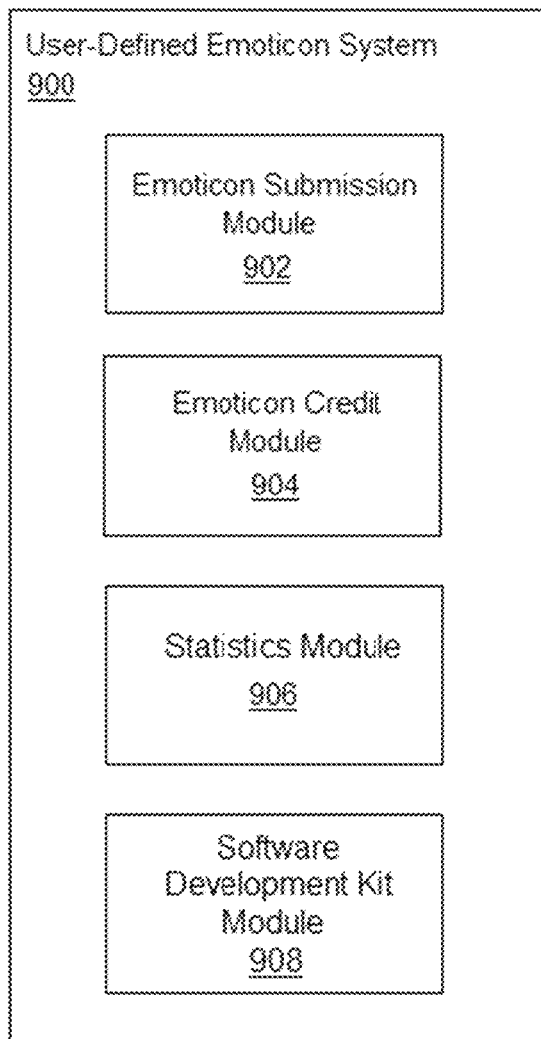 User-Defined Emoticon System
900
Emoticon Submission
Module
902
Emoticon Credit
Module
904
Statistics Module
906
Software
Development Kit
Module
908